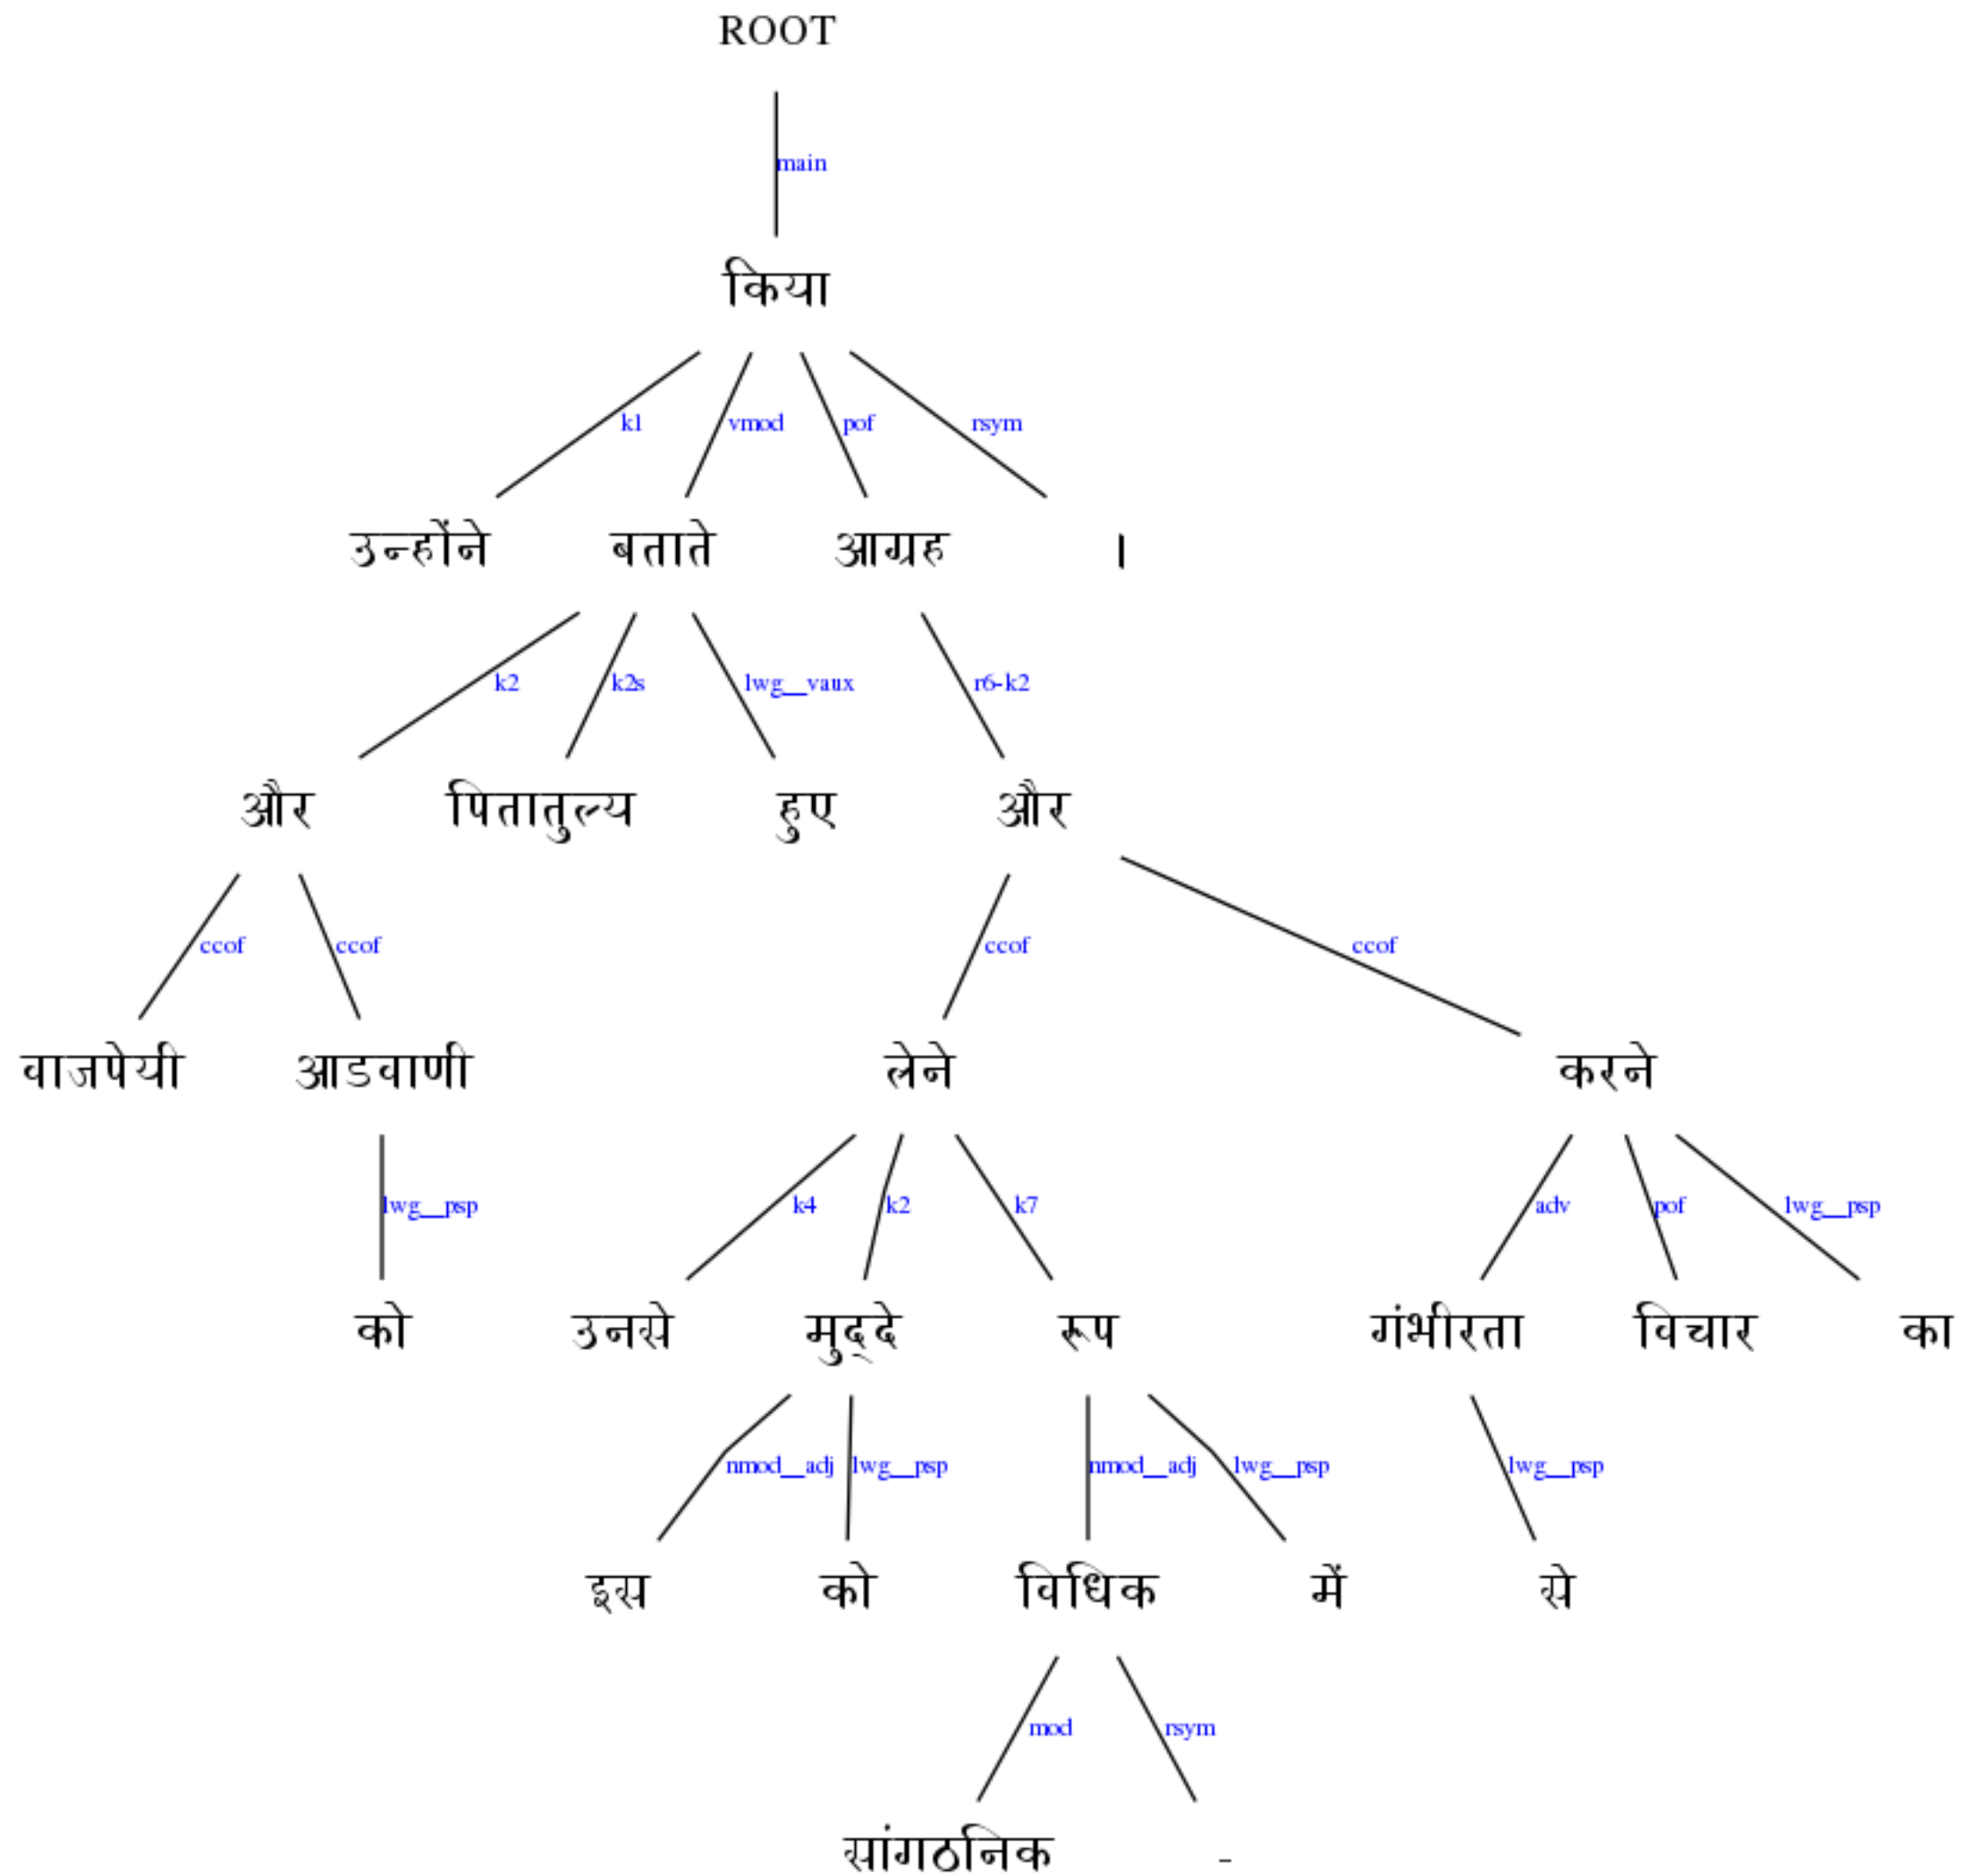 ROOT
main
किया
k1 vmod pof rsym
उन्होंने बताते आग्रह ।
k2 k2s lwg__vaux r6-k2
और पितातुल्य हुए और
ccof ccof ccof ccof
वाजपेयी आडवाणी लेने करने
lwg__psp k4 k2 k7 adv pof lwg__psp
को उनसे मुद्दे रूप गंभीरता विचार का
nmod__adj lwg__psp nmod__adj lwg__psp lwg__psp
इस को विधिक में से
mod rsym
सांगठनिक -